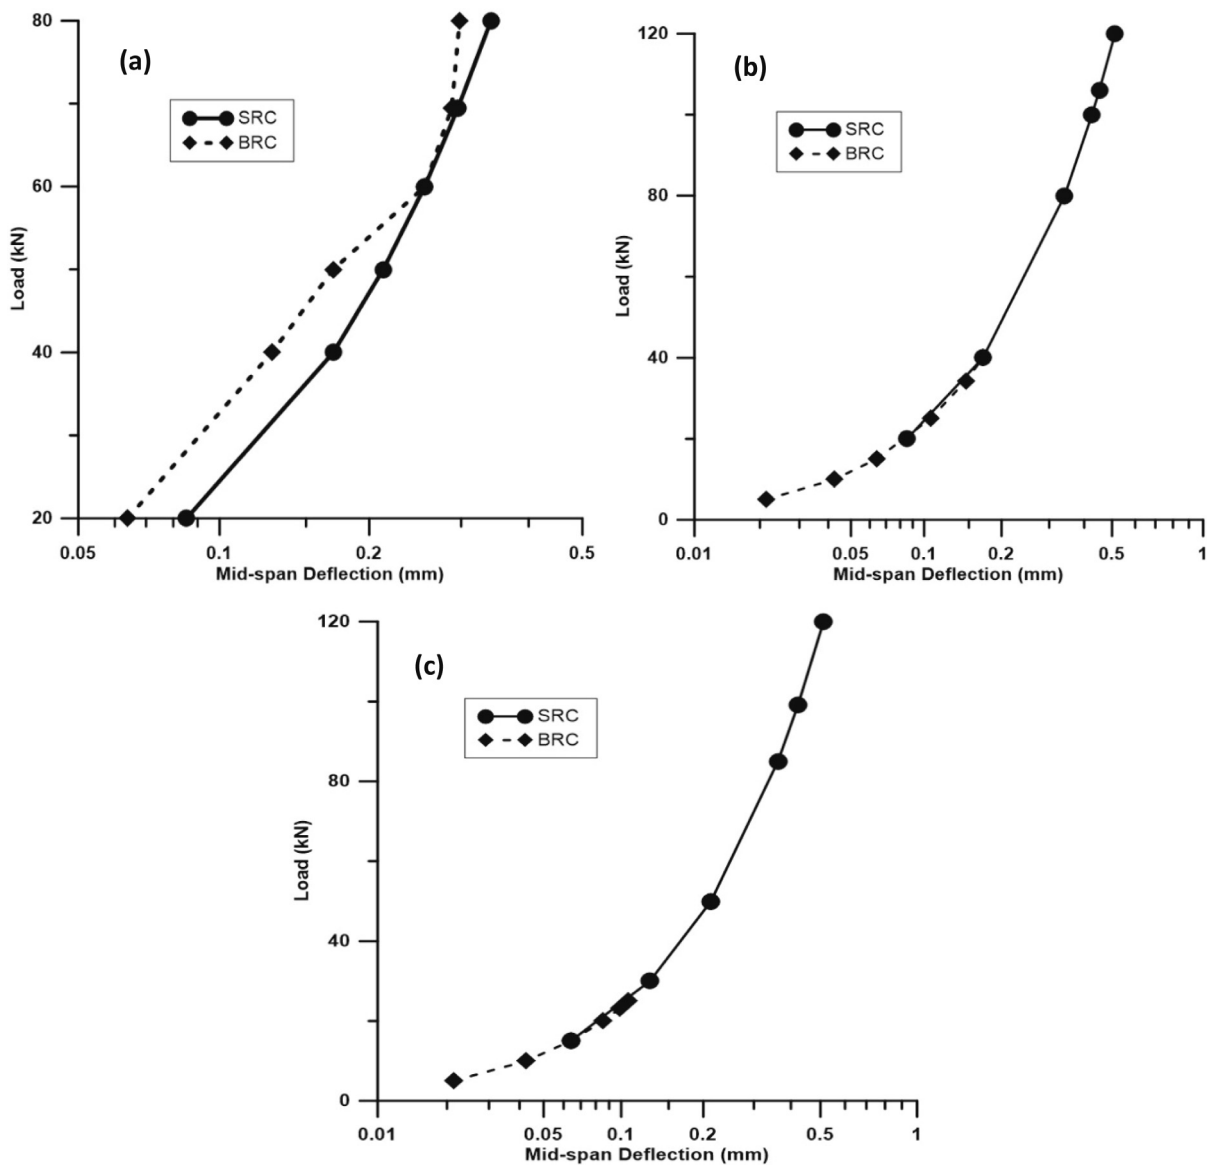 80
(a)
SRC
BRC
60
Load (kN)
40
20
0.05 0.1 0.2 0.5
Mid-span Deflection (mm)
120
(b)
SRC
BRC
80
Load (kN)
40
0
0.01 0.05 0.1 0.2 0.5 1
Mid-span Deflection (mm)
120
(c)
SRC
BRC
80
Load (kN)
40
0
0.01 0.05 0.1 0.2 0.5 1
Mid-span Deflection (mm)